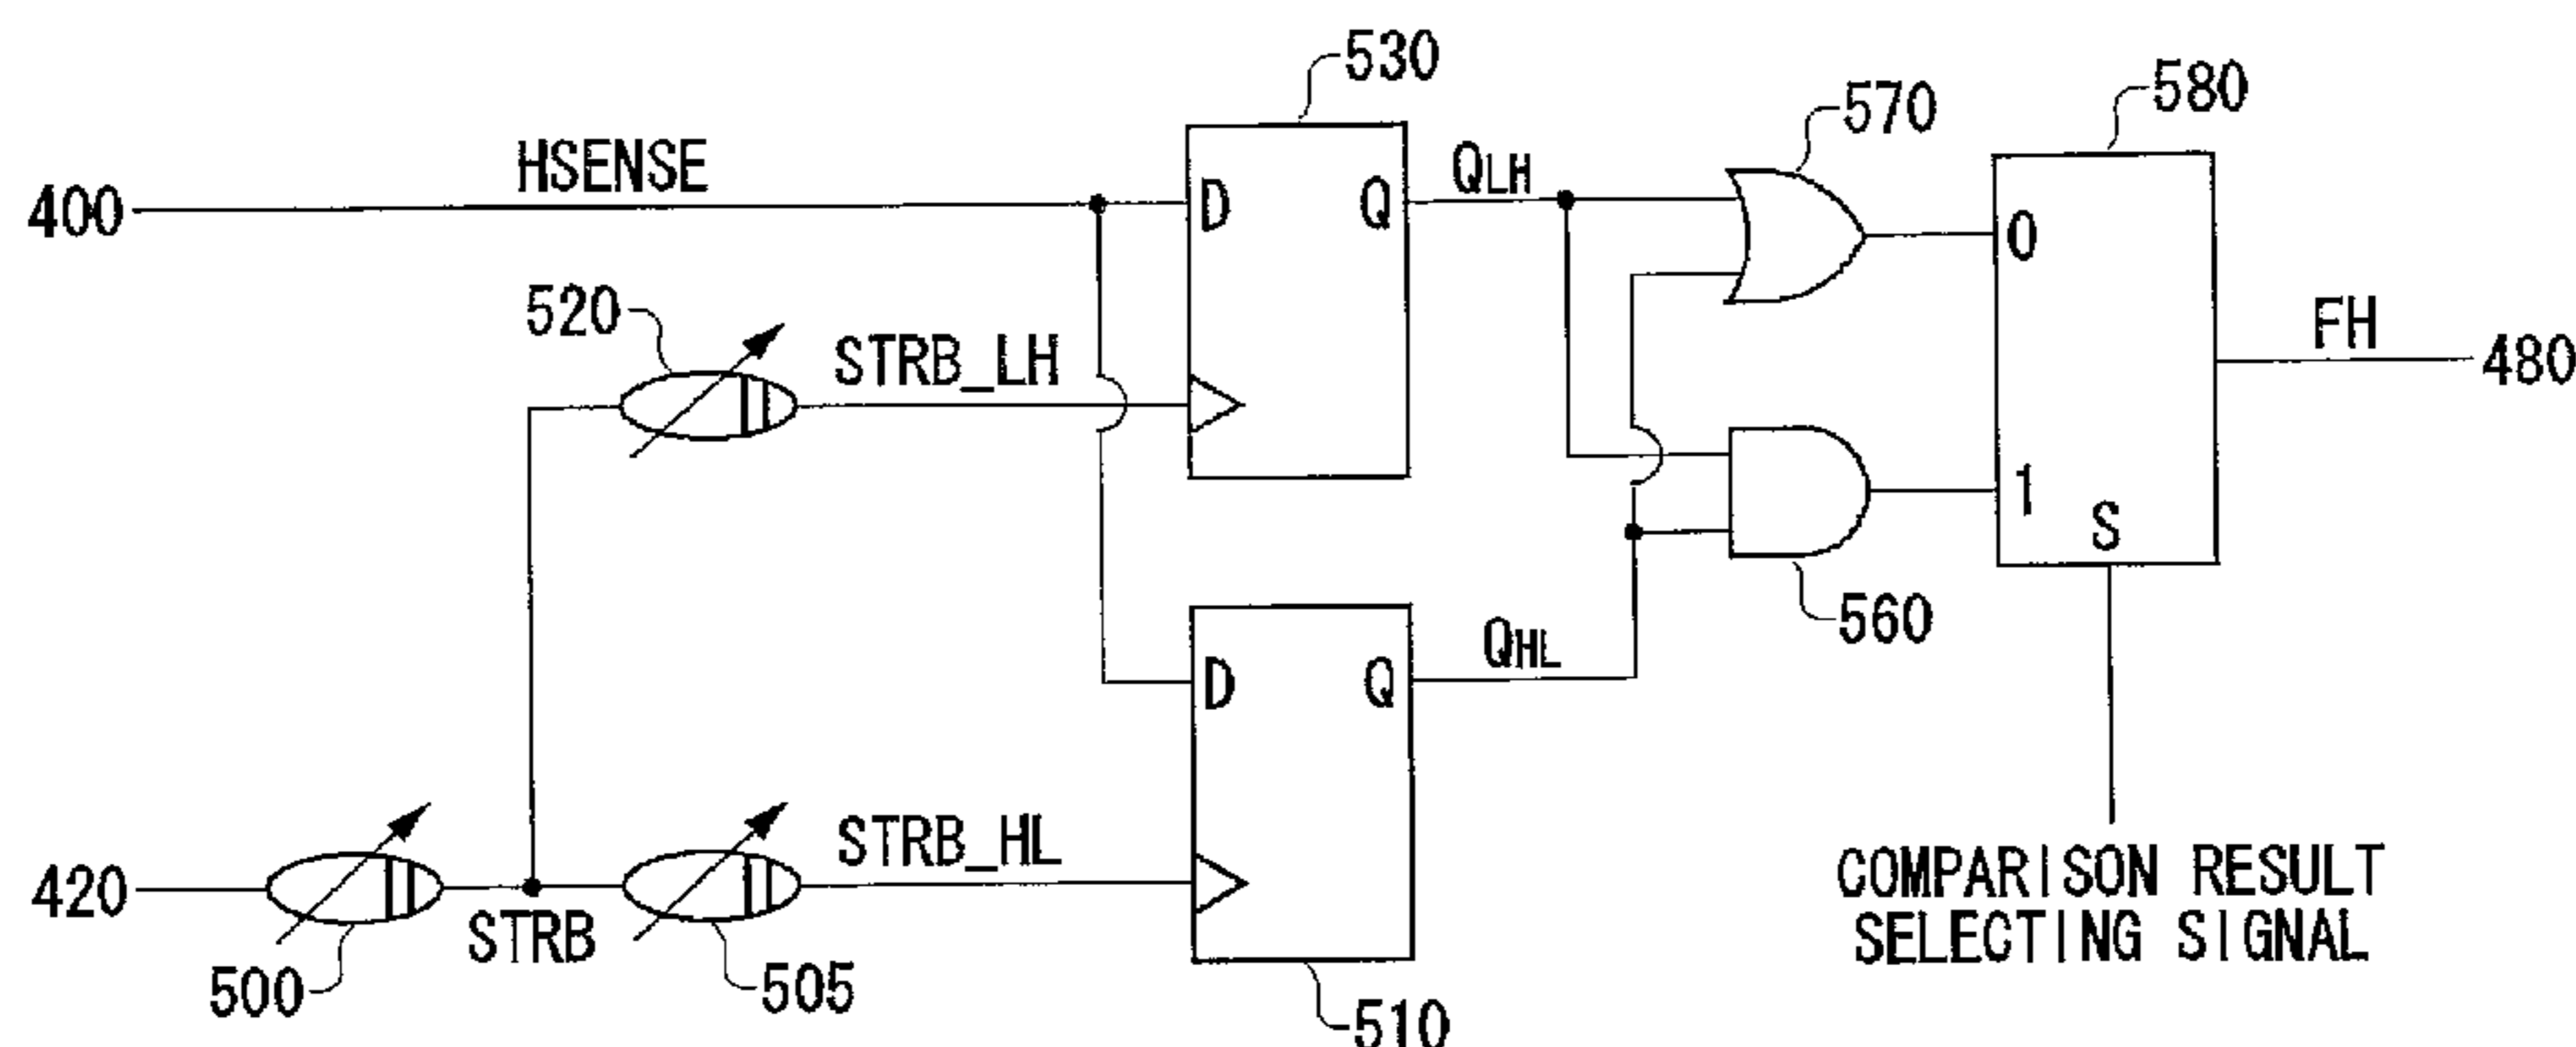 530
570
580
HSENSE
400
D
Q
QLH
0
520
STRB_LH
FH
480
1
S
560
QHL
D
Q
STRB_HL
420
STRB
500
505
510
COMPARISON RESULT
SELECTING SIGNAL